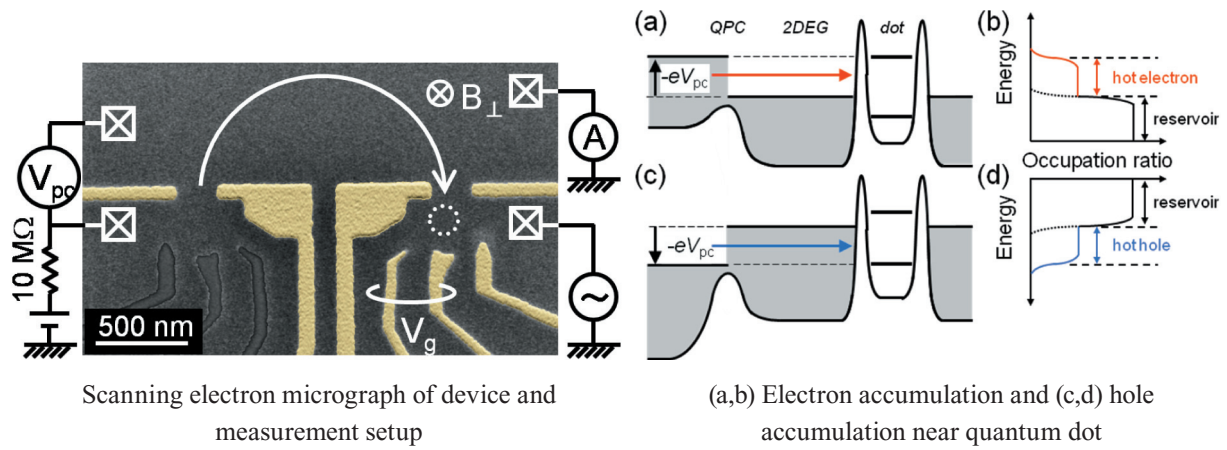 V_pc
10 MΩ
500 nm
B⊥
A
~
V_g
Scanning electron micrograph of device and
measurement setup
(a)
QPC
2DEG
dot
-eV_pc
(b)
Energy
hot electron
reservoir
Occupation ratio
(c)
-eV_pc
(d)
Energy
reservoir
hot hole
(a,b) Electron accumulation and (c,d) hole
accumulation near quantum dot